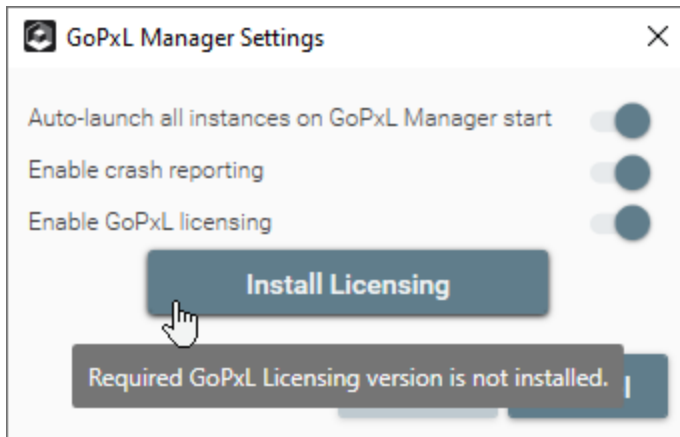 GoPxL Manager Settings
Auto-launch all instances on GoPxL Manager start
Enable crash reporting
Enable GoPxL licensing
Install Licensing
Required GoPxL Licensing version is not installed.